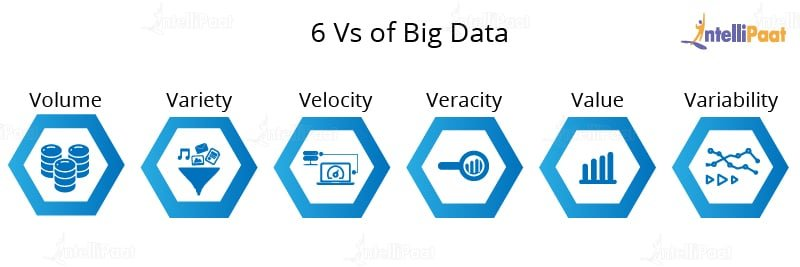 6 Vs of Big Data
IntelliPaat
Volume
Variety
Velocity
Veracity
Value
Variability